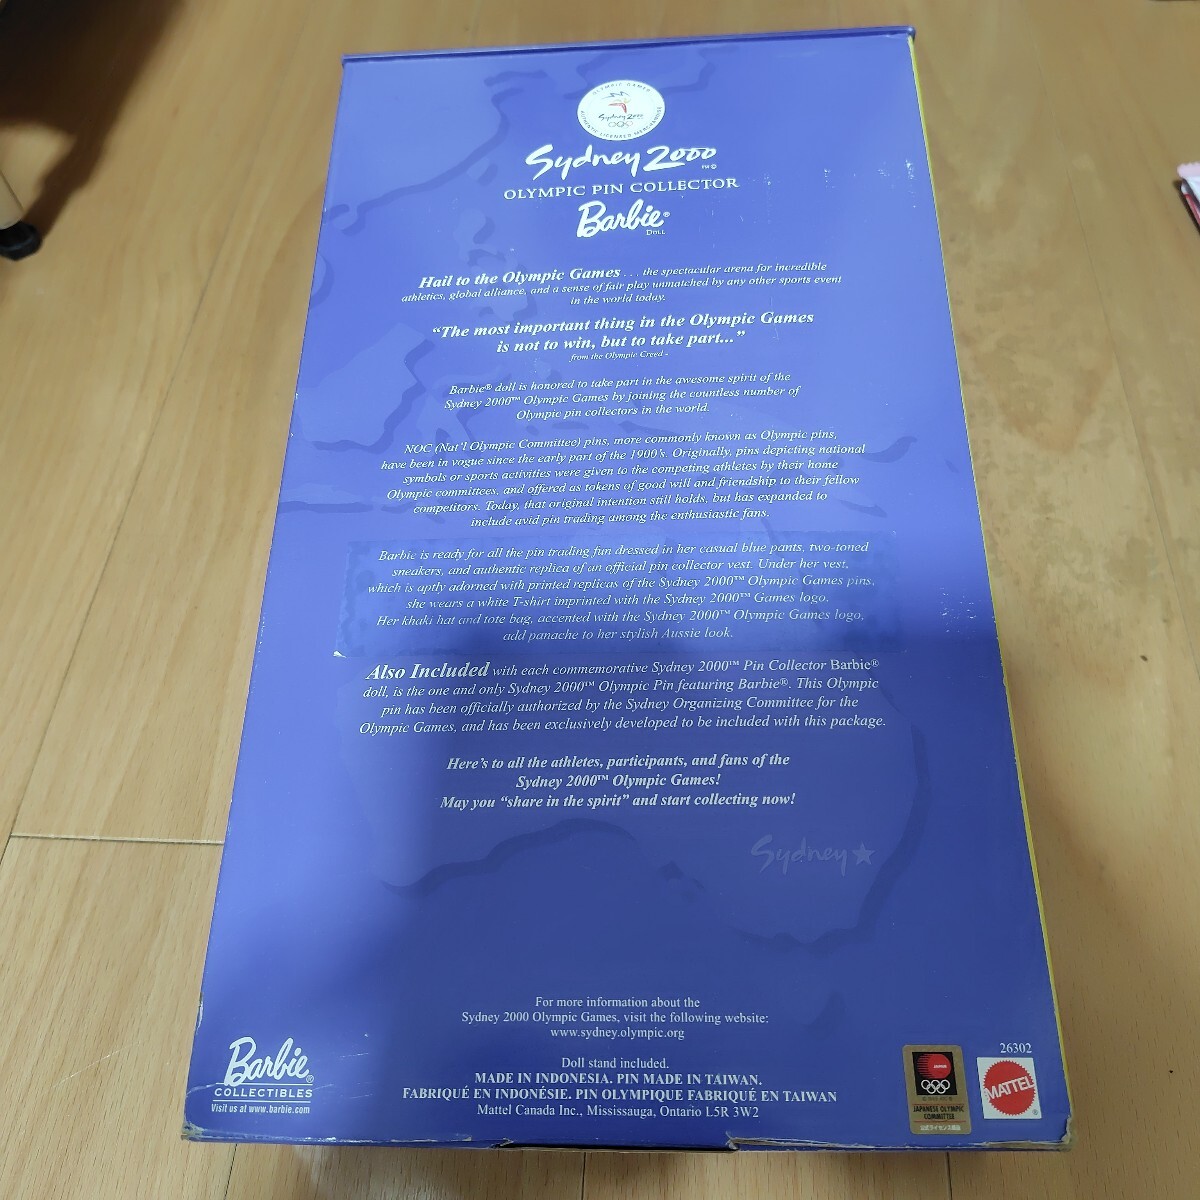 OLYMPIC GAMES
Sydney 2000
AUTHENTIC LICENSED MERCHANDISE
Sydney 2000
TM ©
OLYMPIC PIN COLLECTOR
Barbie®
DOLL
Hail to the Olympic Games . . . the spectacular arena for incredible
athletics, global alliance, and a sense of fair play unmatched by any other sports event
in the world today.
“The most important thing in the Olympic Games
is not to win, but to take part...”
from the Olympic Creed -
Barbie® doll is honored to take part in the awesome spirit of the
Sydney 2000™ Olympic Games by joining the countless number of
Olympic pin collectors in the world.
NOC (Nat'l Olympic Committee) pins, more commonly known as Olympic pins,
have been in vogue since the early part of the 1900's. Originally, pins depicting national
symbols or sports activities were given to the competing athletes by their home
Olympic committees, and offered as tokens of good will and friendship to their fellow
competitors. Today, that original intention still holds, but has expanded to
include avid pin trading among the enthusiastic fans.
Barbie is ready for all the pin trading fun dressed in her casual blue pants, two-toned
sneakers, and authentic replica of an official pin collector vest. Under her vest,
which is aptly adorned with printed replicas of the Sydney 2000™ Olympic Games pins,
she wears a white T-shirt imprinted with the Sydney 2000™ Games logo.
Her khaki hat and tote bag, accented with the Sydney 2000™ Olympic Games logo,
add panache to her stylish Aussie look.
Also Included with each commemorative Sydney 2000™ Pin Collector Barbie®
doll, is the one and only Sydney 2000™ Olympic Pin featuring Barbie®. This Olympic
pin has been officially authorized by the Sydney Organizing Committee for the
Olympic Games, and has been exclusively developed to be included with this package.
Here's to all the athletes, participants, and fans of the
Sydney 2000™ Olympic Games!
May you “share in the spirit” and start collecting now!
Sydney
For more information about the
Sydney 2000 Olympic Games, visit the following website:
www.sydney.olympic.org
Doll stand included.
MADE IN INDONESIA. PIN MADE IN TAIWAN.
FABRIQUÉ EN INDONÉSIE. PIN OLYMPIQUE FABRIQUÉ EN TAIWAN
Mattel Canada Inc., Mississauga, Ontario L5R 3W2
Barbie®
COLLECTIBLES
Visit us at www.barbie.com
JAPAN
JAPANESE OLYMPIC
COMMITTEE
公式ライセンス商品
26302
MATTEL
®